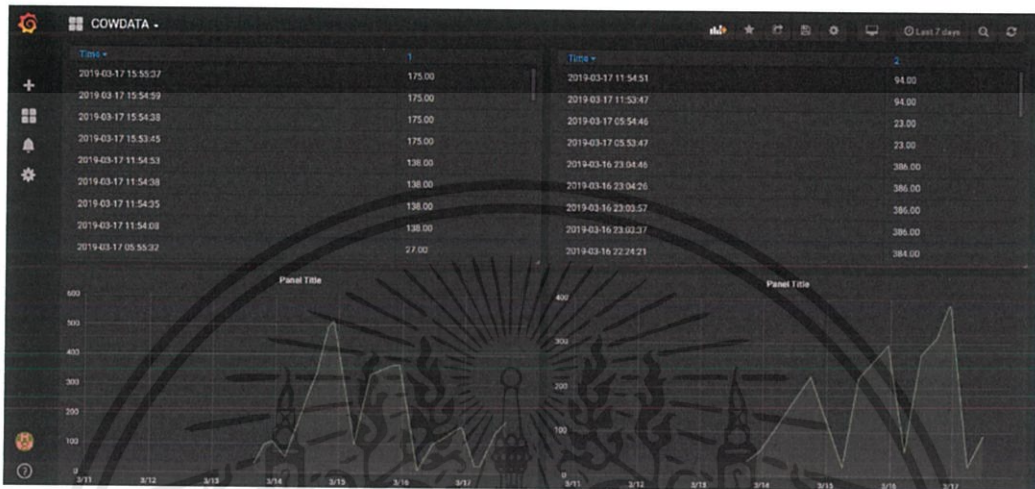 COWDATA
Last 7 days
Time 1
2019-03-17 15:55:37 175.00
2019-03-17 15:54:59 175.00
2019-03-17 15:54:38 175.00
2019-03-17 15:53:45 175.00
2019-03-17 11:54:53 138.00
2019-03-17 11:54:38 138.00
2019-03-17 11:54:35 138.00
2019-03-17 11:54:08 138.00
2019-03-17 05:55:32 27.00
Time 2
2019-03-17 11:54:51 94.00
2019-03-17 11:53:47 94.00
2019-03-17 05:54:46 23.00
2019-03-17 05:53:47 23.00
2019-03-16 23:04:46 386.00
2019-03-16 23:04:26 386.00
2019-03-16 23:03:57 386.00
2019-03-16 23:03:37 386.00
2019-03-16 22:24:21 384.00
Panel Title
600
500
400
300
200
100
0
3/11 3/12 3/13 3/14 3/15 3/16 3/17
Panel Title
400
300
200
100
0
3/11 3/12 3/13 3/14 3/15 3/16 3/17